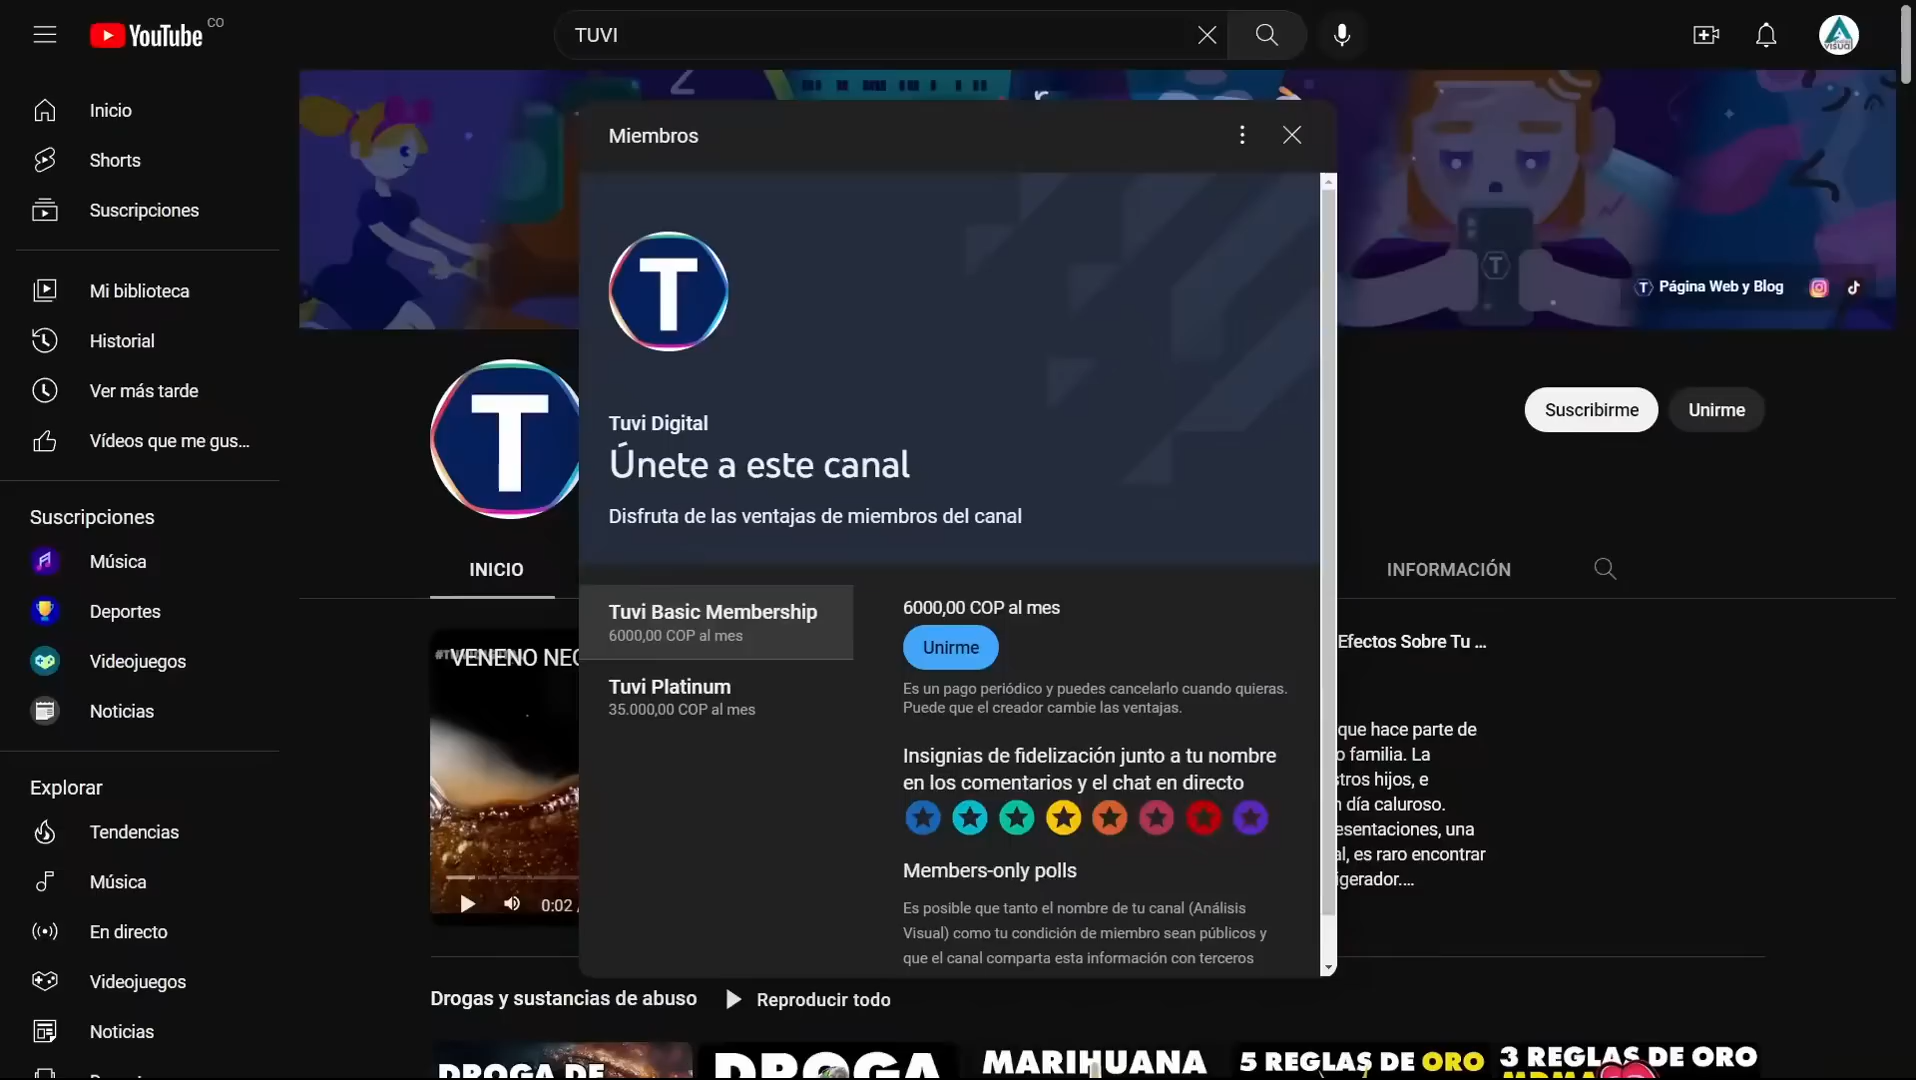 YouTube CO
TUVI
Inicio
Shorts
Suscripciones
Mi biblioteca
Historial
Ver más tarde
Vídeos que me gus...
Suscripciones
Música
Deportes
Videojuegos
Noticias
Explorar
Tendencias
Música
En directo
Videojuegos
Noticias
Página Web y Blog
Suscribirme
Unirme
INICIO
INFORMACIÓN
Miembros
T
Tuvi Digital
Únete a este canal
Disfruta de las ventajas de miembros del canal
Tuvi Basic Membership
6000,00 COP al mes
Tuvi Platinum
35.000,00 COP al mes
6000,00 COP al mes
Unirme
Es un pago periódico y puedes cancelarlo cuando quieras.
Puede que el creador cambie las ventajas.
Insignias de fidelización junto a tu nombre
en los comentarios y el chat en directo
Members-only polls
Es posible que tanto el nombre de tu canal (Análisis
Visual) como tu condición de miembro sean públicos y
que el canal comparta esta información con terceros
T
VENENO NEG
0:02 /
Efectos Sobre Tu ...
que hace parte de
o familia. La
stros hijos, e
n día caluroso.
esentaciones, una
al, es raro encontrar
igerador....
Drogas y sustancias de abuso
Reproducir todo
DROGA DE
DROGA
MARIHUANA
5 REGLAS DE ORO
3 REGLAS DE ORO
MDMA